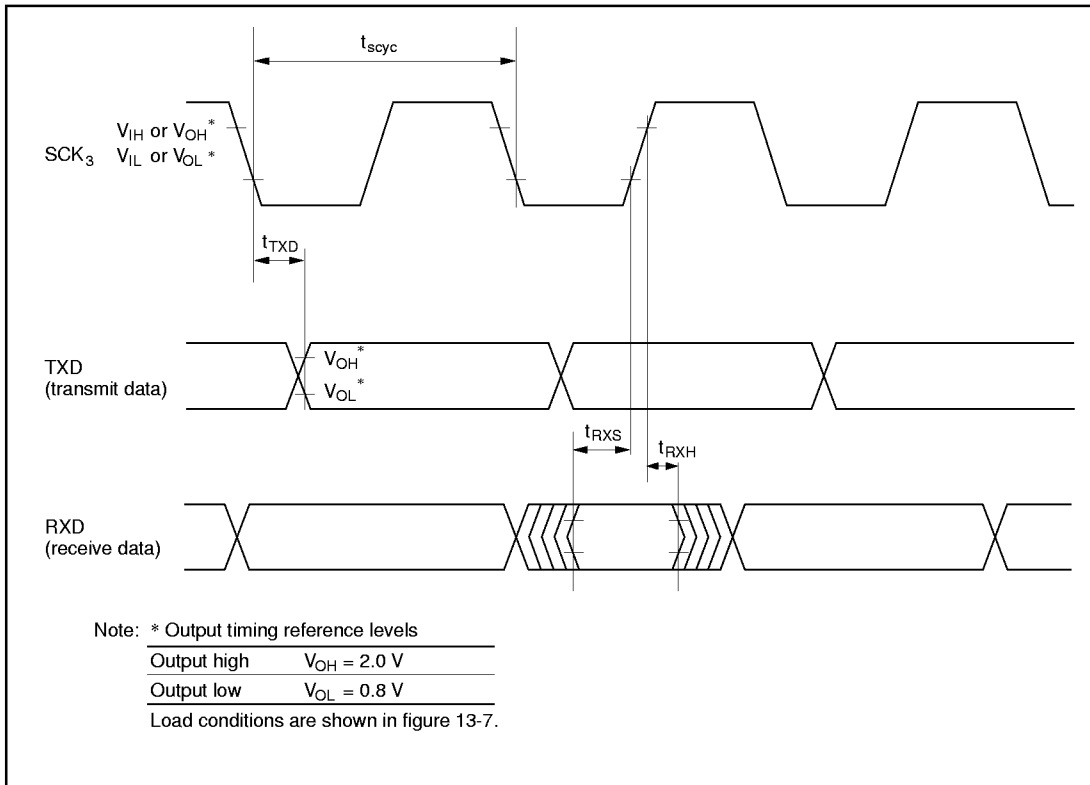 tscyc
VIH or VOH*
SCK3
VIL or VOL*
tTXD
TXD
(transmit data)
VOH*
VOL*
tRXS
tRXH
RXD
(receive data)
Note: * Output timing reference levels
Output high VOH = 2.0 V
Output low VOL = 0.8 V
Load conditions are shown in figure 13-7.